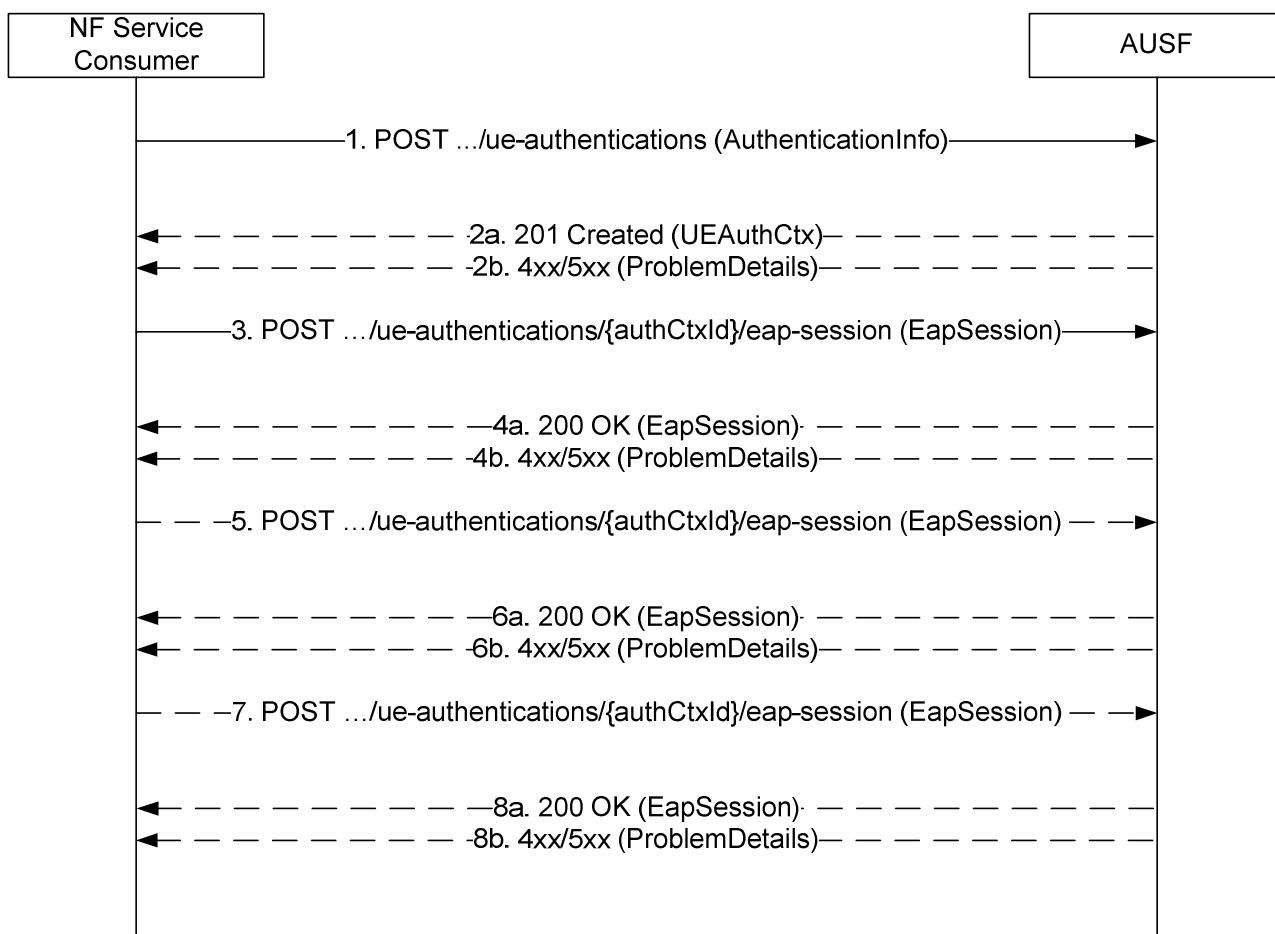 NF Service
Consumer
AUSF
1. POST .../ue-authentications (AuthenticationInfo)
2a. 201 Created (UEAuthCtx)
2b. 4xx/5xx (ProblemDetails)
3. POST .../ue-authentications/{authCtxId}/eap-session (EapSession)
4a. 200 OK (EapSession)
4b. 4xx/5xx (ProblemDetails)
5. POST .../ue-authentications/{authCtxId}/eap-session (EapSession)
6a. 200 OK (EapSession)
6b. 4xx/5xx (ProblemDetails)
7. POST .../ue-authentications/{authCtxId}/eap-session (EapSession)
8a. 200 OK (EapSession)
8b. 4xx/5xx (ProblemDetails)